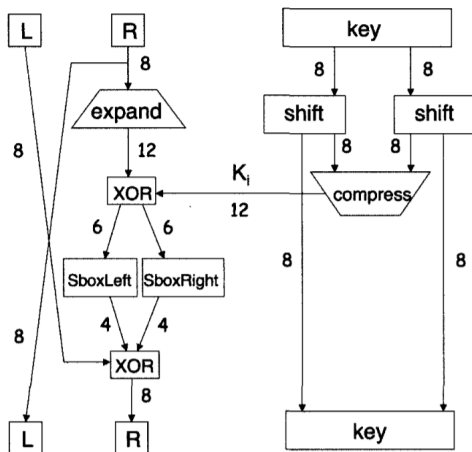 L R key
8 8 8
expand shift shift
8 12 8 8
XOR Kᵢ compress
12
6 6
SboxLeft SboxRight 8 8
8 4 4
XOR
8
L R key